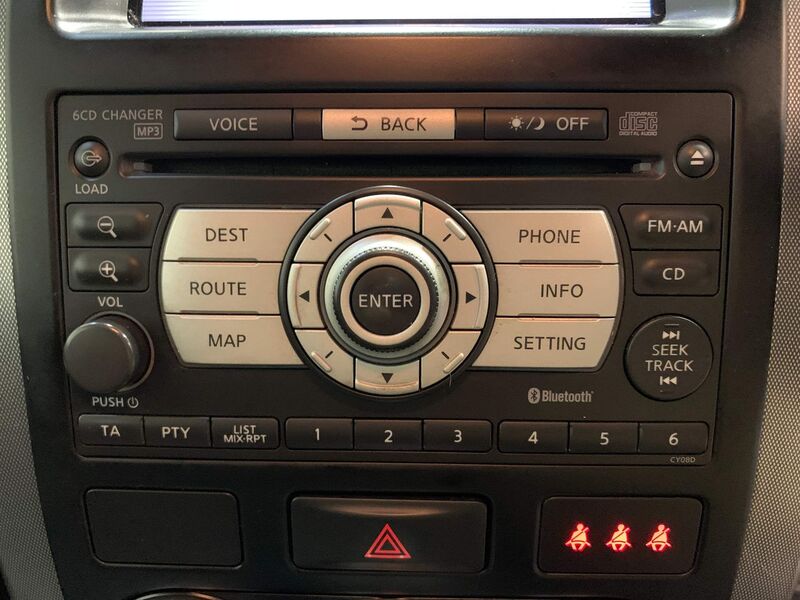 6CD CHANGER
MP3
VOICE
BACK
OFF
COMPACT
disc
DIGITAL AUDIO
LOAD
DEST
PHONE
FM·AM
ROUTE
ENTER
INFO
CD
VOL
MAP
SETTING
SEEK
TRACK
PUSH
Bluetooth
TA
PTY
LIST
MIX·RPT
1
2
3
4
5
6
CY08D